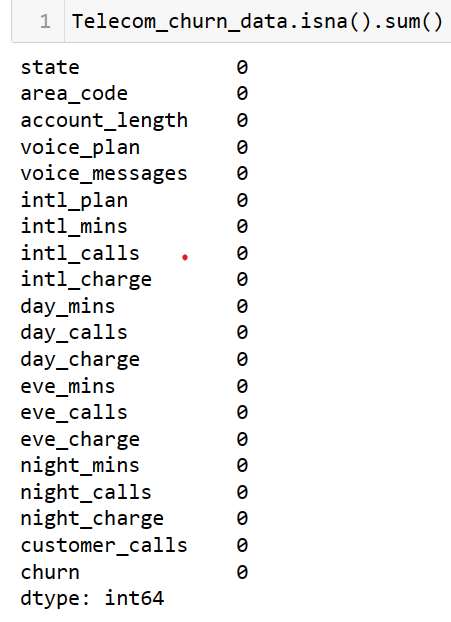 1 Telecom_churn_data.isna().sum()
state 0
area_code 0
account_length 0
voice_plan 0
voice_messages 0
intl_plan 0
intl_mins 0
intl_calls 0
intl_charge 0
day_mins 0
day_calls 0
day_charge 0
eve_mins 0
eve_calls 0
eve_charge 0
night_mins 0
night_calls 0
night_charge 0
customer_calls 0
churn 0
dtype: int64